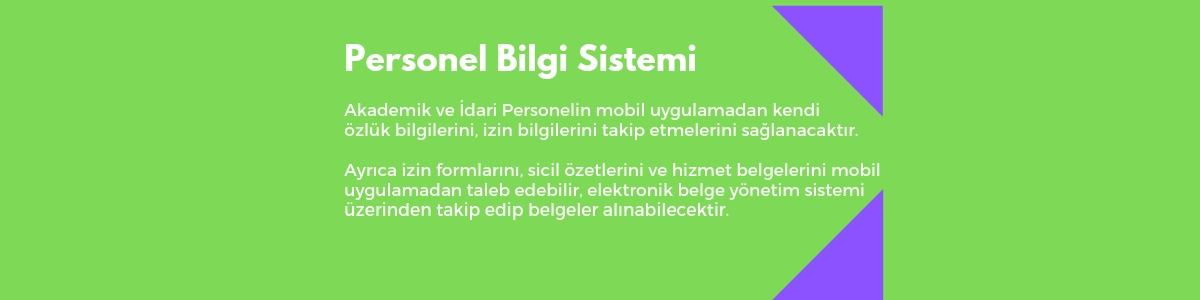 Personel Bilgi Sistemi
Akademik ve İdari Personelin mobil uygulamadan kendi
özlük bilgilerini, izin bilgilerini takip etmelerini sağlanacaktır.
Ayrıca izin formlarını, sicil özetlerini ve hizmet belgelerini mobil
uygulamadan taleb edebilir, elektronik belge yönetim sistemi
üzerinden takip edip belgeler alınabilecektir.